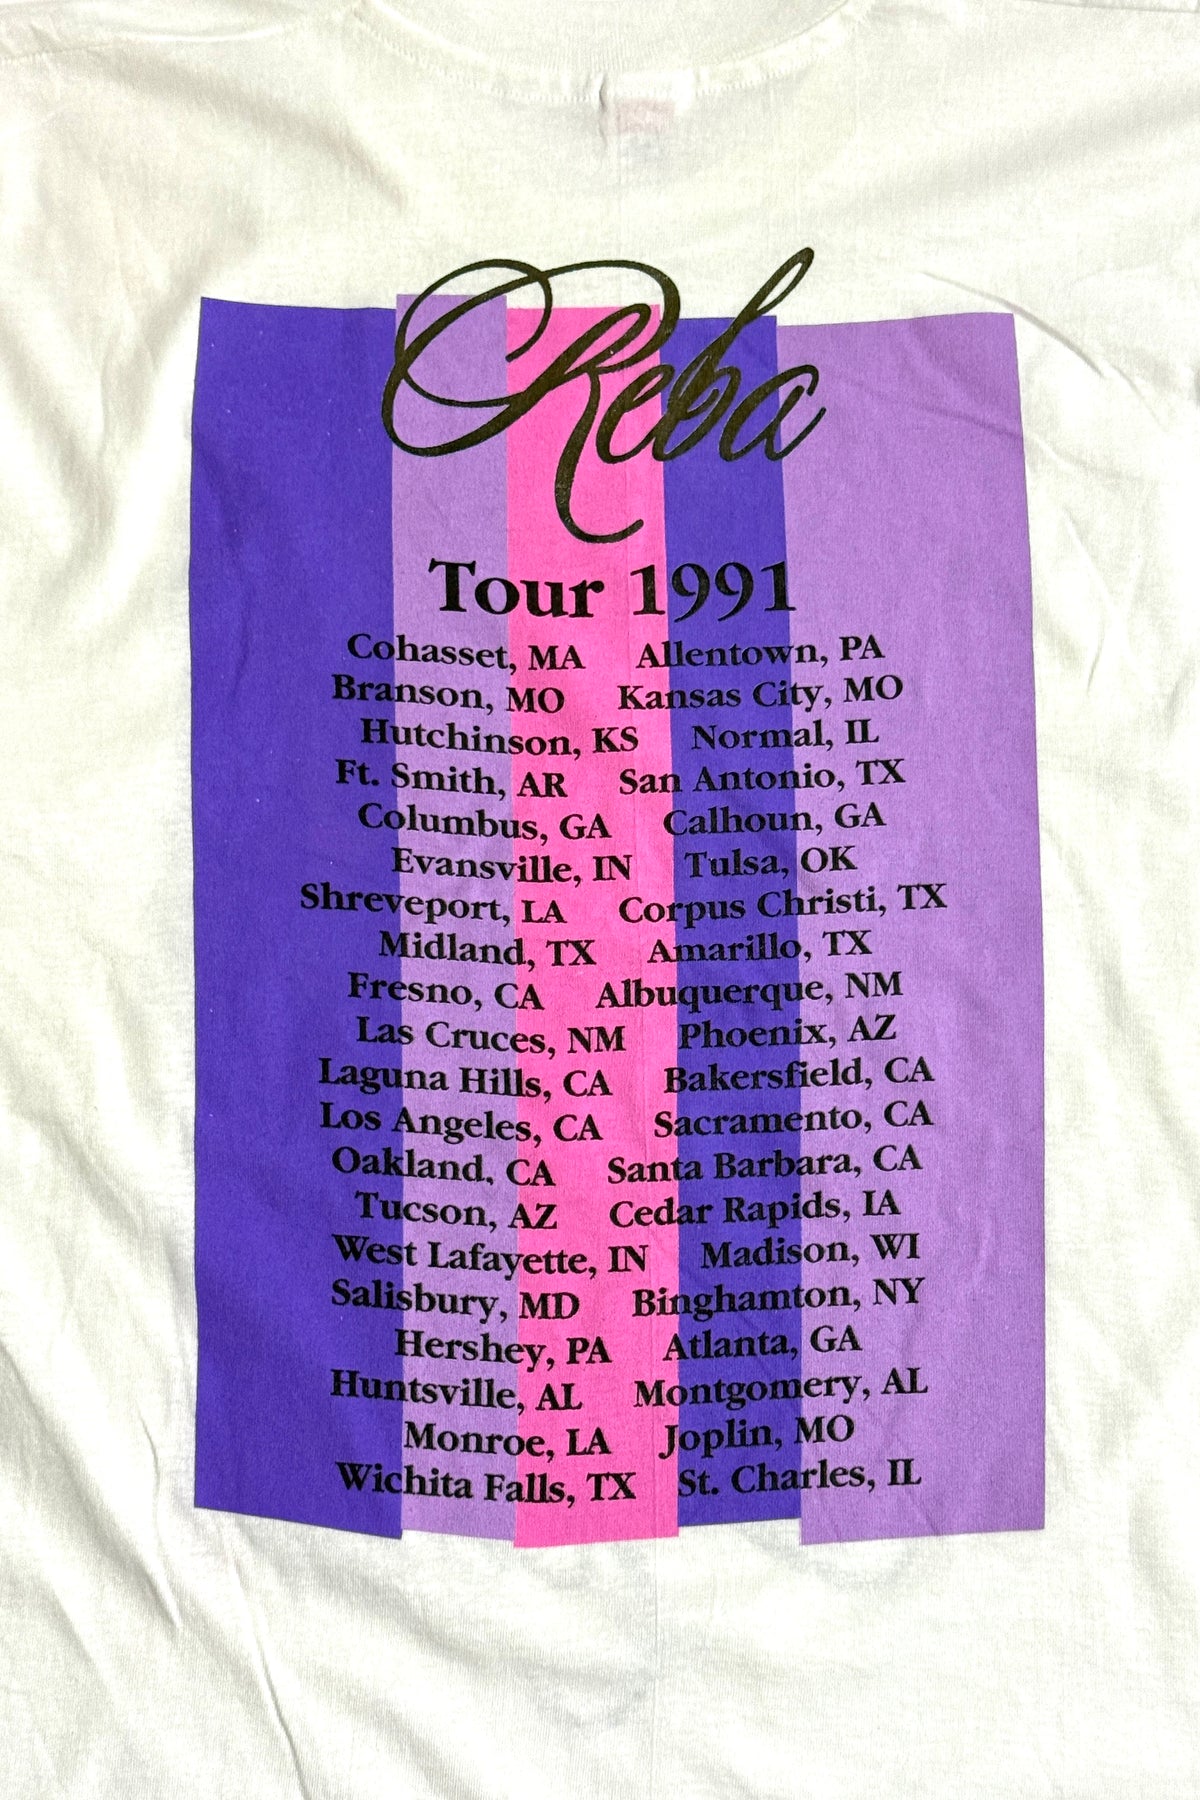 Reba
Tour 1991
Cohasset, MA Allentown, PA
Branson, MO Kansas City, MO
Hutchinson, KS Normal, IL
Ft. Smith, AR San Antonio, TX
Columbus, GA Calhoun, GA
Evansville, IN Tulsa, OK
Shreveport, LA Corpus Christi, TX
Midland, TX Amarillo, TX
Fresno, CA Albuquerque, NM
Las Cruces, NM Phoenix, AZ
Laguna Hills, CA Bakersfield, CA
Los Angeles, CA Sacramento, CA
Oakland, CA Santa Barbara, CA
Tucson, AZ Cedar Rapids, IA
West Lafayette, IN Madison, WI
Salisbury, MD Binghamton, NY
Hershey, PA Atlanta, GA
Huntsville, AL Montgomery, AL
Monroe, LA Joplin, MO
Wichita Falls, TX St. Charles, IL